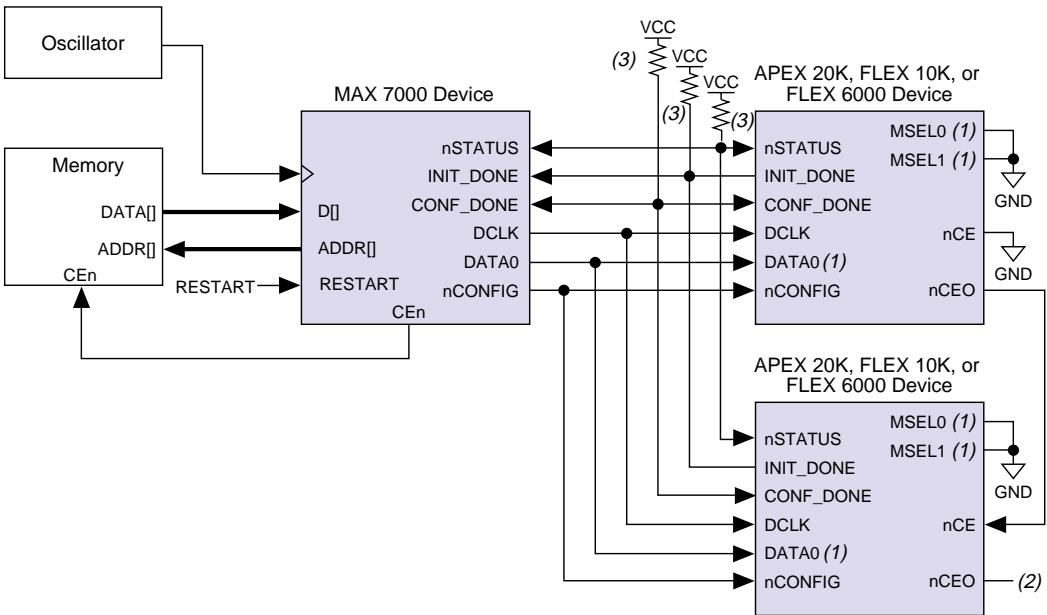 Oscillator
Memory
DATA[]
ADDR[]
CEn
RESTART
MAX 7000 Device
D[]
ADDR[]
RESTART
CEn
nSTATUS
INIT_DONE
CONF_DONE
DCLK
DATA0
nCONFIG
VCC
(3)
VCC
(3)
VCC
(3)
APEX 20K, FLEX 10K, or
FLEX 6000 Device
nSTATUS
INIT_DONE
CONF_DONE
DCLK
DATA0 (1)
nCONFIG
MSEL0 (1)
MSEL1 (1)
GND
nCE
GND
nCEO
APEX 20K, FLEX 10K, or
FLEX 6000 Device
nSTATUS
INIT_DONE
CONF_DONE
DCLK
DATA0 (1)
nCONFIG
MSEL0 (1)
MSEL1 (1)
GND
nCE
nCEO
(2)